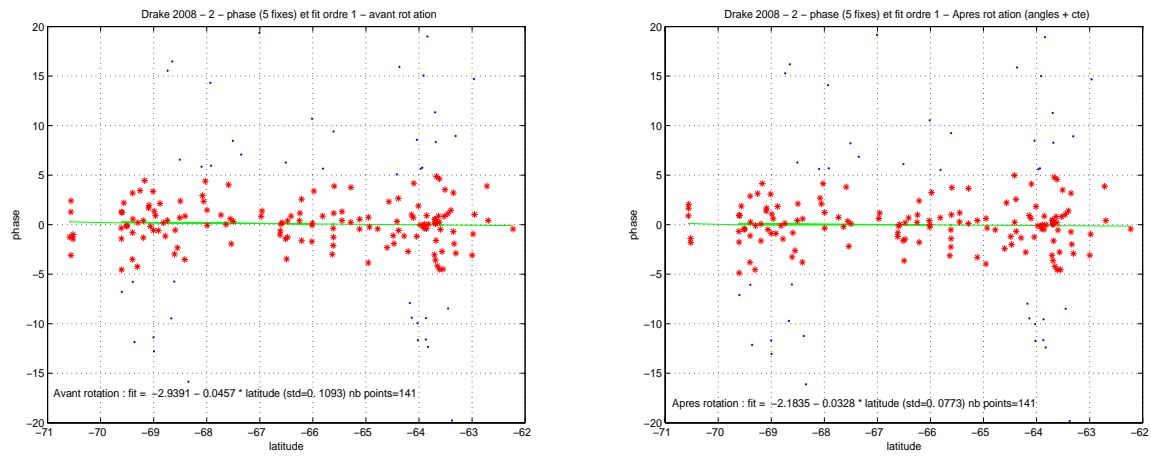 Drake 2008 − 2 − phase (5 fixes) et fit ordre 1 − avant rot ation
20
15
10
5
0
−5
−10
−15
−20
phase
Avant rotation : fit = −2.9391 − 0.0457 * latitude (std=0. 1093) nb points=141
−71 −70 −69 −68 −67 −66 −65 −64 −63 −62
latitude
Drake 2008 − 2 − phase (5 fixes) et fit ordre 1 − Apres rot ation (angles + cte)
20
15
10
5
0
−5
−10
−15
−20
phase
Apres rotation : fit = −2.1835 − 0.0328 * latitude (std=0. 0773) nb points=141
−71 −70 −69 −68 −67 −66 −65 −64 −63 −62
latitude